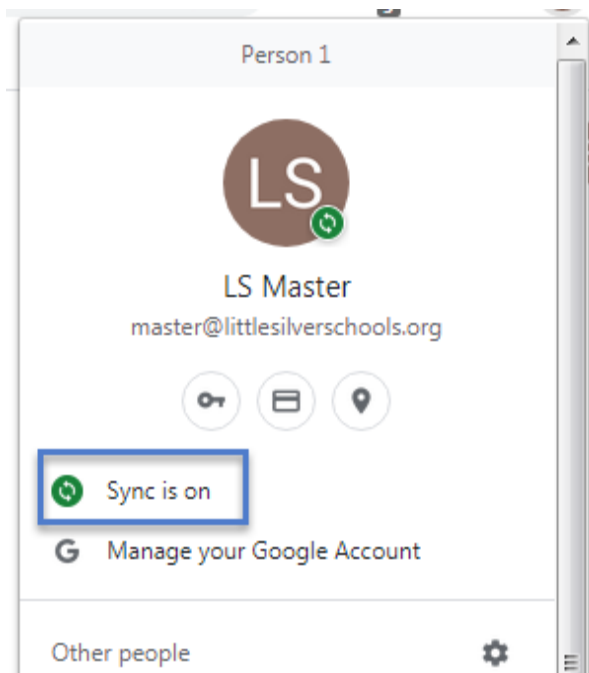 Person 1
LS
LS Master
master@littlesilverschools.org
Sync is on
G Manage your Google Account
Other people